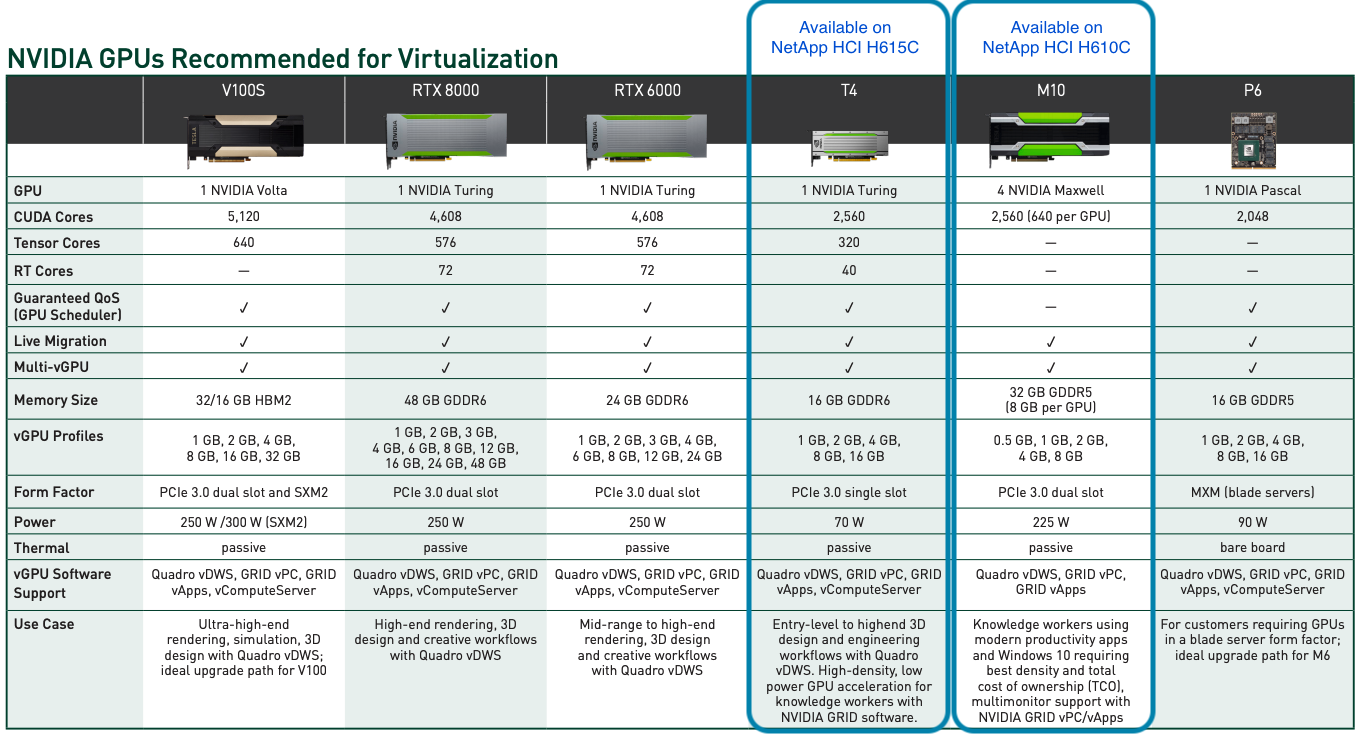 Available on
NetApp HCI H615C
Available on
NetApp HCI H610C
NVIDIA GPUs Recommended for Virtualization
V100S
RTX 8000
RTX 6000
T4
M10
P6
TESLA
NVIDIA
NVIDIA
GPU
1 NVIDIA Volta
1 NVIDIA Turing
1 NVIDIA Turing
1 NVIDIA Turing
4 NVIDIA Maxwell
1 NVIDIA Pascal
CUDA Cores
5,120
4,608
4,608
2,560
2,560 (640 per GPU)
2,048
Tensor Cores
640
576
576
320
—
—
RT Cores
—
72
72
40
—
—
Guaranteed QoS
(GPU Scheduler)
✓
✓
✓
✓
—
✓
Live Migration
✓
✓
✓
✓
✓
✓
Multi-vGPU
✓
✓
✓
✓
✓
✓
Memory Size
32/16 GB HBM2
48 GB GDDR6
24 GB GDDR6
16 GB GDDR6
32 GB GDDR5
(8 GB per GPU)
16 GB GDDR5
vGPU Profiles
1 GB, 2 GB, 4 GB,
8 GB, 16 GB, 32 GB
1 GB, 2 GB, 3 GB,
4 GB, 6 GB, 8 GB, 12 GB,
16 GB, 24 GB, 48 GB
1 GB, 2 GB, 3 GB, 4 GB,
6 GB, 8 GB, 12 GB, 24 GB
1 GB, 2 GB, 4 GB,
8 GB, 16 GB
0.5 GB, 1 GB, 2 GB,
4 GB, 8 GB
1 GB, 2 GB, 4 GB,
8 GB, 16 GB
Form Factor
PCIe 3.0 dual slot and SXM2
PCIe 3.0 dual slot
PCIe 3.0 dual slot
PCIe 3.0 single slot
PCIe 3.0 dual slot
MXM (blade servers)
Power
250 W /300 W (SXM2)
250 W
250 W
70 W
225 W
90 W
Thermal
passive
passive
passive
passive
passive
bare board
vGPU Software
Support
Quadro vDWS, GRID vPC, GRID
vApps, vComputeServer
Quadro vDWS, GRID vPC, GRID
vApps, vComputeServer
Quadro vDWS, GRID vPC, GRID
vApps, vComputeServer
Quadro vDWS, GRID vPC, GRID
vApps, vComputeServer
Quadro vDWS, GRID vPC,
GRID vApps
Quadro vDWS, GRID vPC, GRID
vApps, vComputeServer
Use Case
Ultra-high-end
rendering, simulation, 3D
design with Quadro vDWS;
ideal upgrade path for V100
High-end rendering, 3D
design and creative workflows
with Quadro vDWS
Mid-range to high-end
rendering, 3D design
and creative workflows
with Quadro vDWS
Entry-level to highend 3D
design and engineering
workflows with Quadro
vDWS. High-density, low
power GPU acceleration for
knowledge workers with
NVIDIA GRID software.
Knowledge workers using
modern productivity apps
and Windows 10 requiring
best density and total
cost of ownership (TCO),
multimonitor support with
NVIDIA GRID vPC/vApps
For customers requiring GPUs
in a blade server form factor;
ideal upgrade path for M6